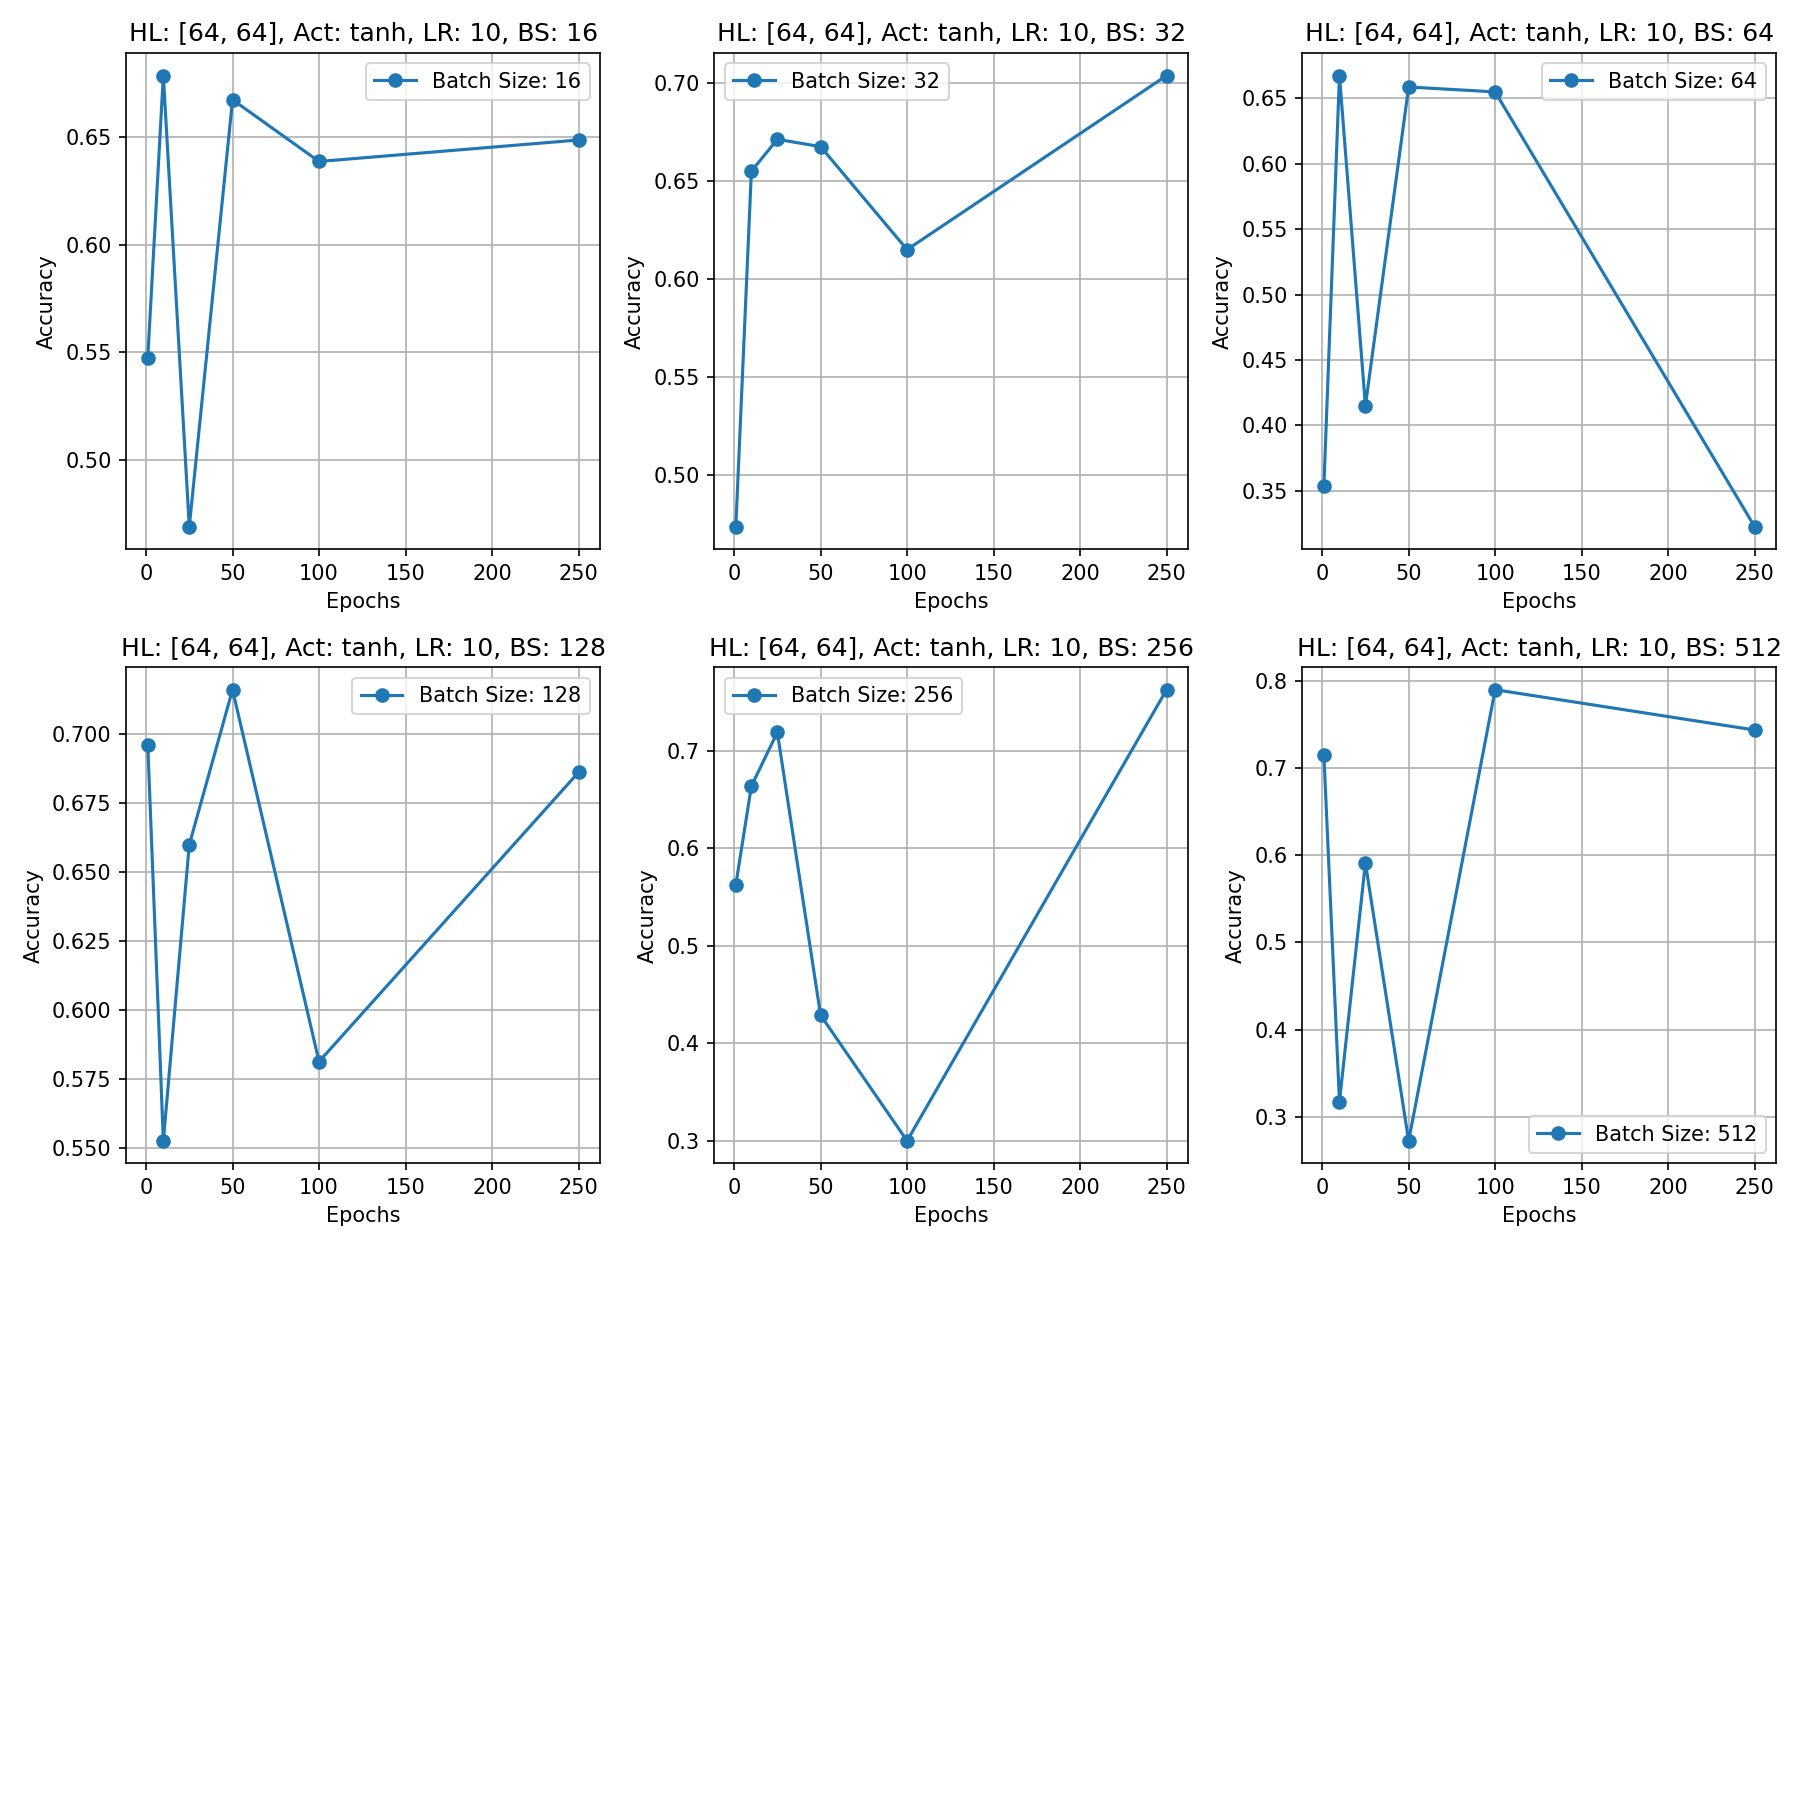 HL: [64, 64], Act: tanh, LR: 10, BS: 16
Batch Size: 16
0.65
0.60
0.55
0.50
Accuracy
0 50 100 150 200 250
Epochs
HL: [64, 64], Act: tanh, LR: 10, BS: 32
Batch Size: 32
0.70
0.65
0.60
0.55
0.50
Accuracy
0 50 100 150 200 250
Epochs
HL: [64, 64], Act: tanh, LR: 10, BS: 64
Batch Size: 64
0.65
0.60
0.55
0.50
0.45
0.40
0.35
Accuracy
0 50 100 150 200 250
Epochs
HL: [64, 64], Act: tanh, LR: 10, BS: 128
Batch Size: 128
0.700
0.675
0.650
0.625
0.600
0.575
0.550
Accuracy
0 50 100 150 200 250
Epochs
HL: [64, 64], Act: tanh, LR: 10, BS: 256
Batch Size: 256
0.7
0.6
0.5
0.4
0.3
Accuracy
0 50 100 150 200 250
Epochs
HL: [64, 64], Act: tanh, LR: 10, BS: 512
0.8
0.7
0.6
0.5
0.4
0.3
Accuracy
Batch Size: 512
0 50 100 150 200 250
Epochs